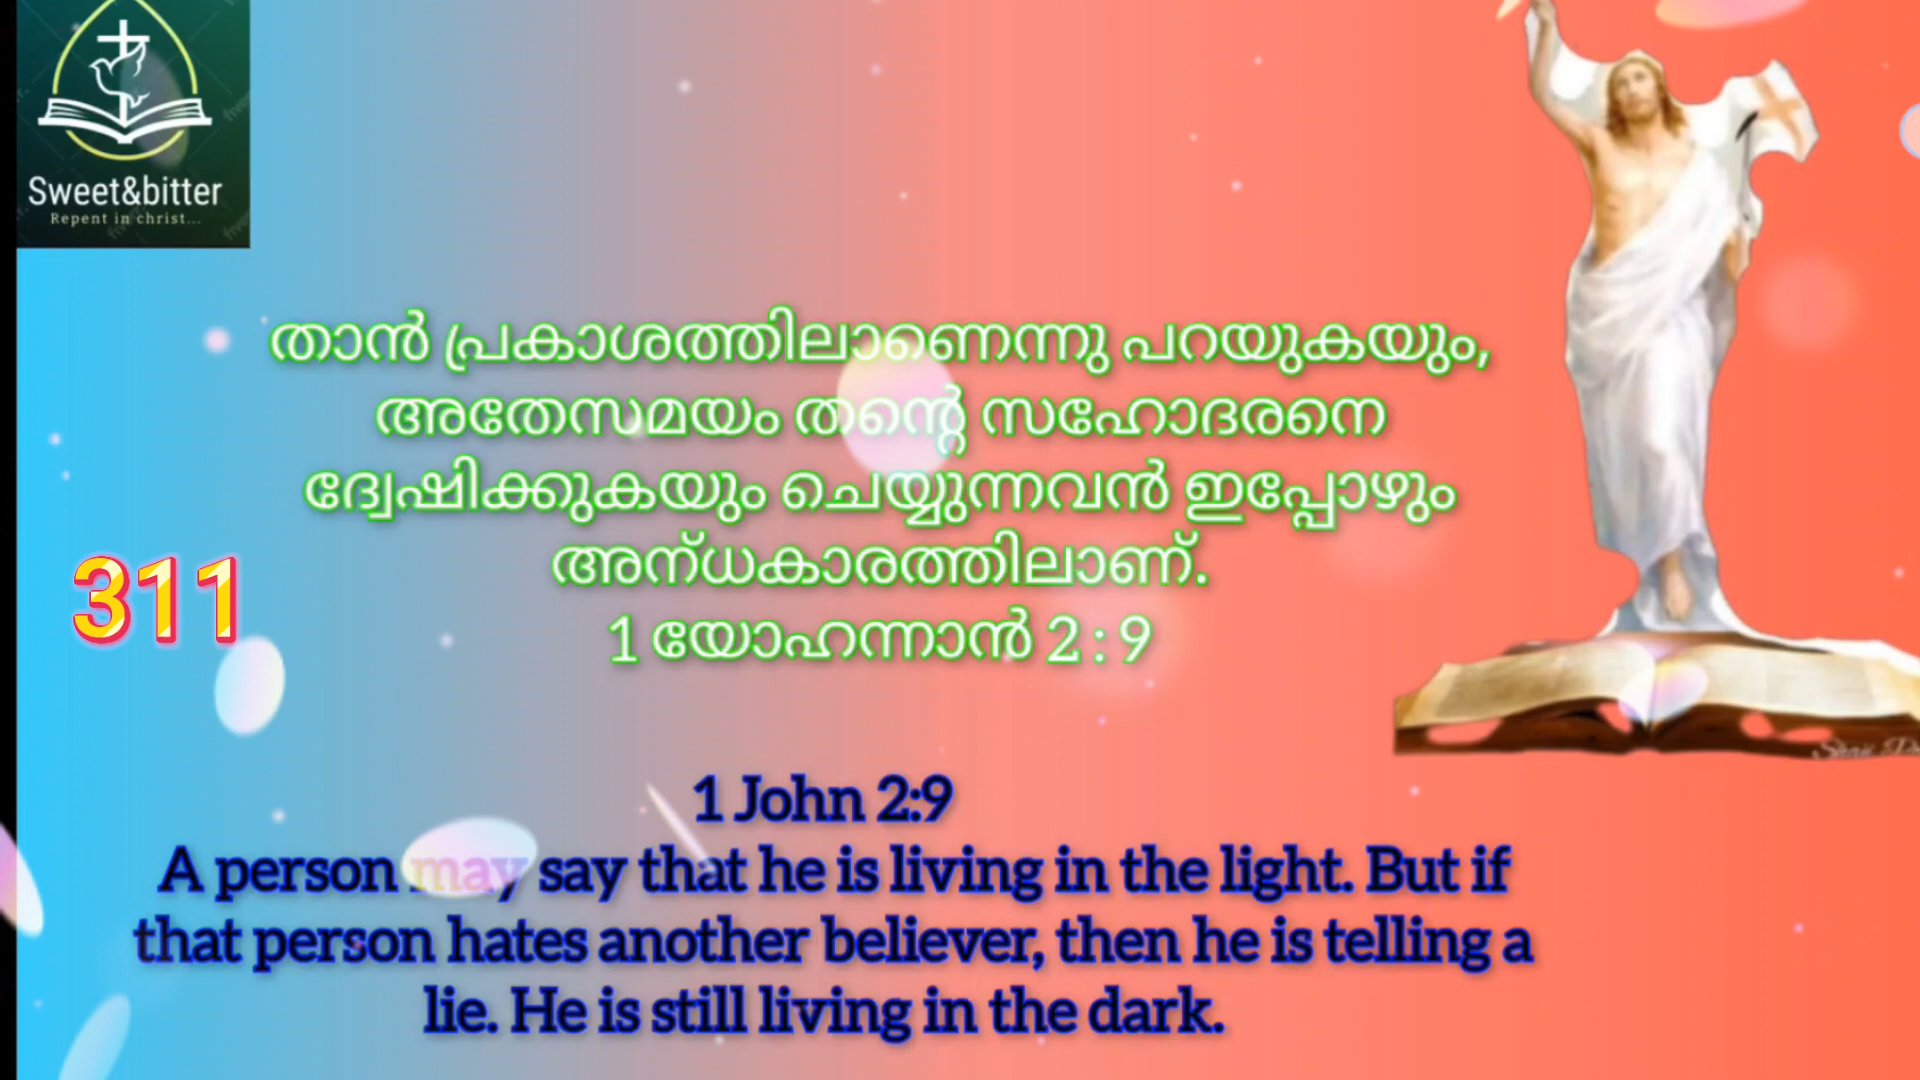 Sweet&bitter
Repent in christ...
താൻ പ്രകാശത്തിലാണെന്നു പറയുകയും,
അതേസമയം തന്റെ സഹോദരനെ
ദ്വേഷിക്കുകയും ചെയ്യുന്നവൻ ഇപ്പോഴും
അന്ധകാരത്തിലാണ്.
1 യോഹന്നാൻ 2 : 9
311
1 John 2:9
A person may say that he is living in the light. But if
that person hates another believer, then he is telling a
lie. He is still living in the dark.